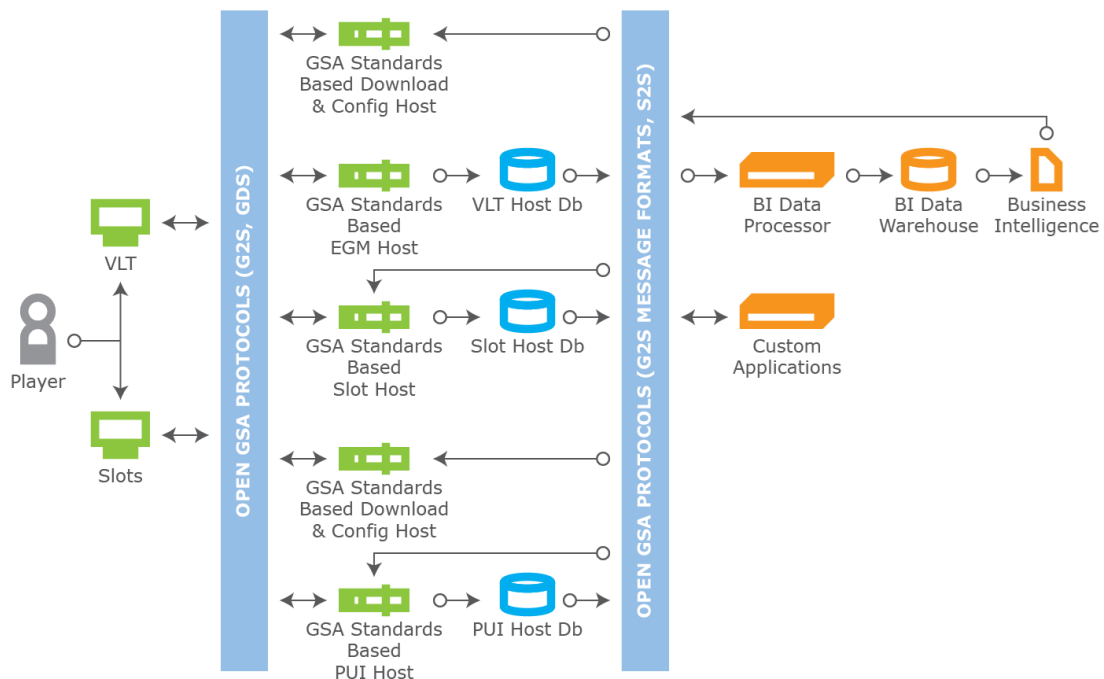 GSA Standards
Based Download
& Config Host
OPEN GSA PROTOCOLS (G2S, GDS)
OPEN GSA PROTOCOLS (G2S MESSAGE FORMATS, S2S)
GSA Standards
Based
EGM Host
VLT Host Db
BI Data
Processor
BI Data
Warehouse
Business
Intelligence
VLT
Player
GSA Standards
Based
Slot Host
Slot Host Db
Custom
Applications
Slots
GSA Standards
Based Download
& Config Host
GSA Standards
Based
PUI Host
PUI Host Db